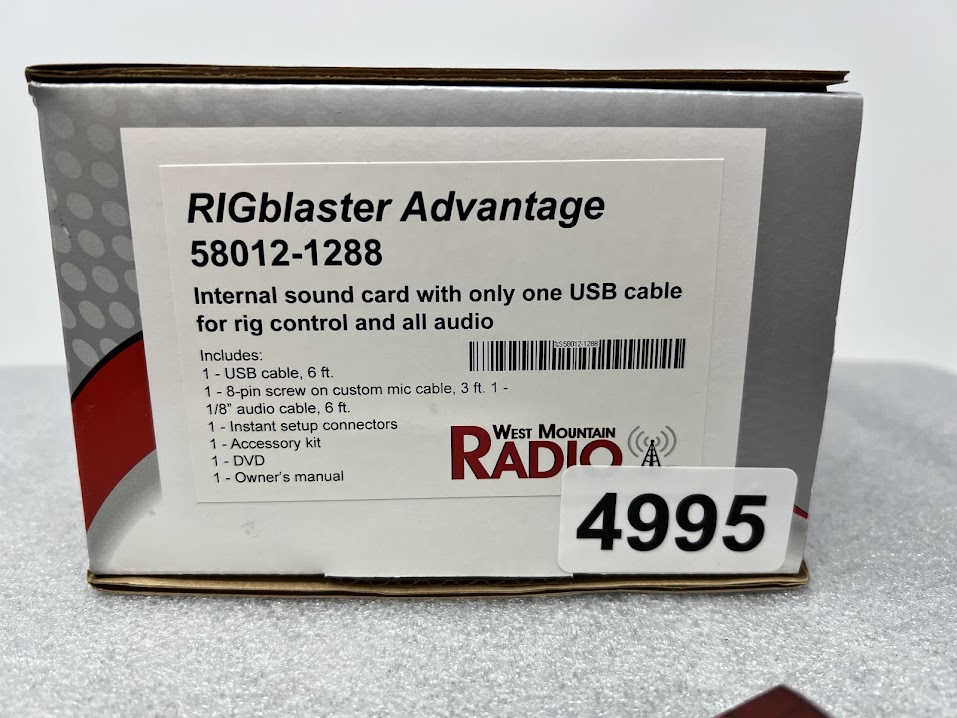 RIGblaster Advantage
58012-1288
Internal sound card with only one USB cable
for rig control and all audio
Includes:
1 - USB cable, 6 ft.
1 - 8-pin screw on custom mic cable, 3 ft. 1 -
1/8” audio cable, 6 ft.
1 - Instant setup connectors
1 - Accessory kit
1 - DVD
1 - Owner’s manual
%S58012-1288
WEST MOUNTAIN
RADIO
4995